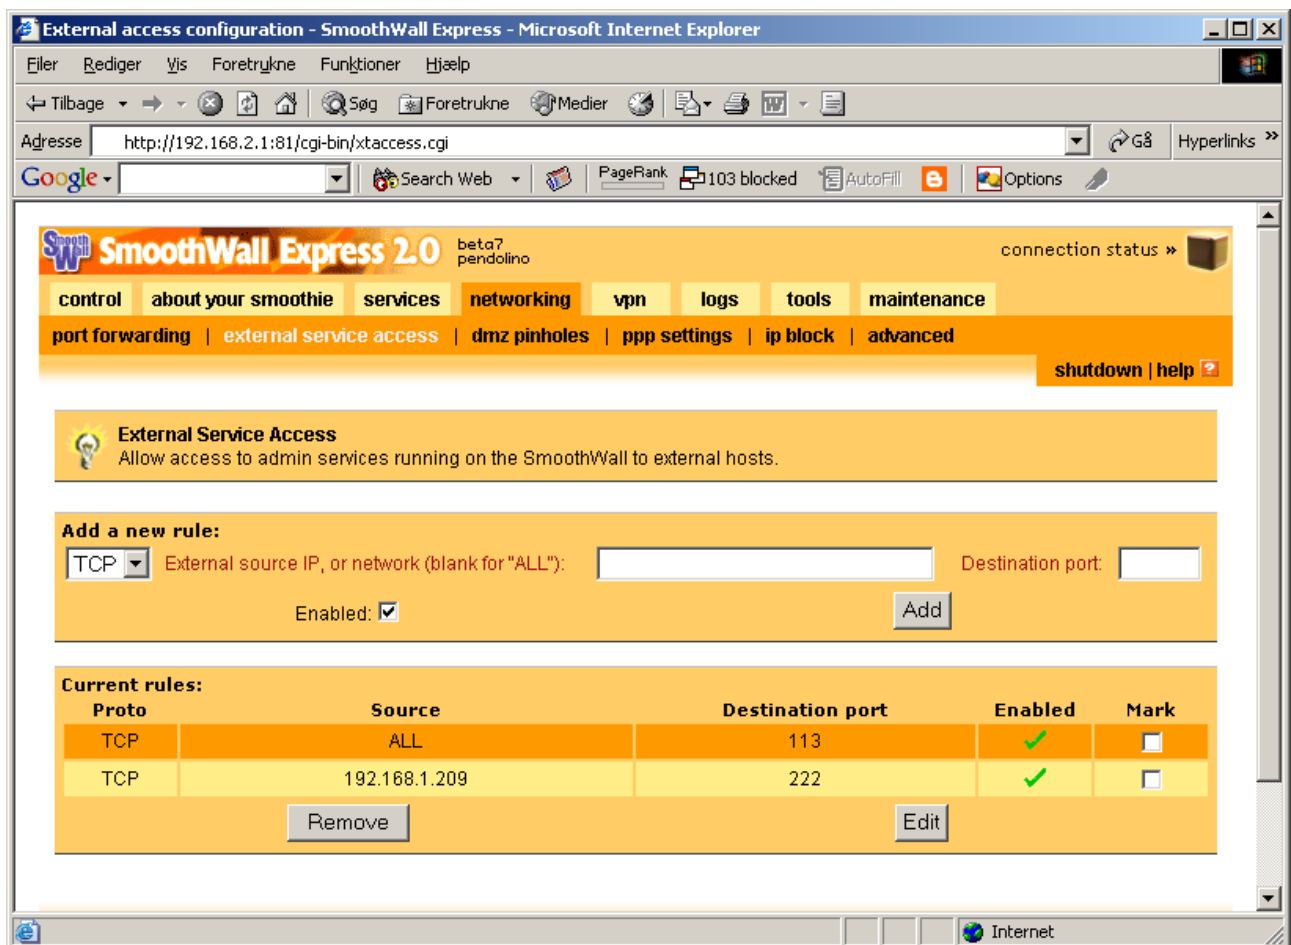 External access configuration - SmoothWall Express - Microsoft Internet Explorer
Filer Rediger Vis Foretrukne Funktioner Hjælp
Tilbage Søg Foretrukne Medier
Adresse http://192.168.2.1:81/cgi-bin/xtaccess.cgi Gå Hyperlinks »
Google Search Web PageRank 103 blocked AutoFill Options
Smooth Wall SmoothWall Express 2.0 beta7 pendolino connection status »
control about your smoothie services networking vpn logs tools maintenance
port forwarding | external service access | dmz pinholes | ppp settings | ip block | advanced
shutdown | help ?
External Service Access
Allow access to admin services running on the SmoothWall to external hosts.
Add a new rule:
TCP External source IP, or network (blank for "ALL"): Destination port:
Enabled: Add
Current rules:
Proto Source Destination port Enabled Mark
TCP ALL 113
TCP 192.168.1.209 222
Remove Edit
Internet